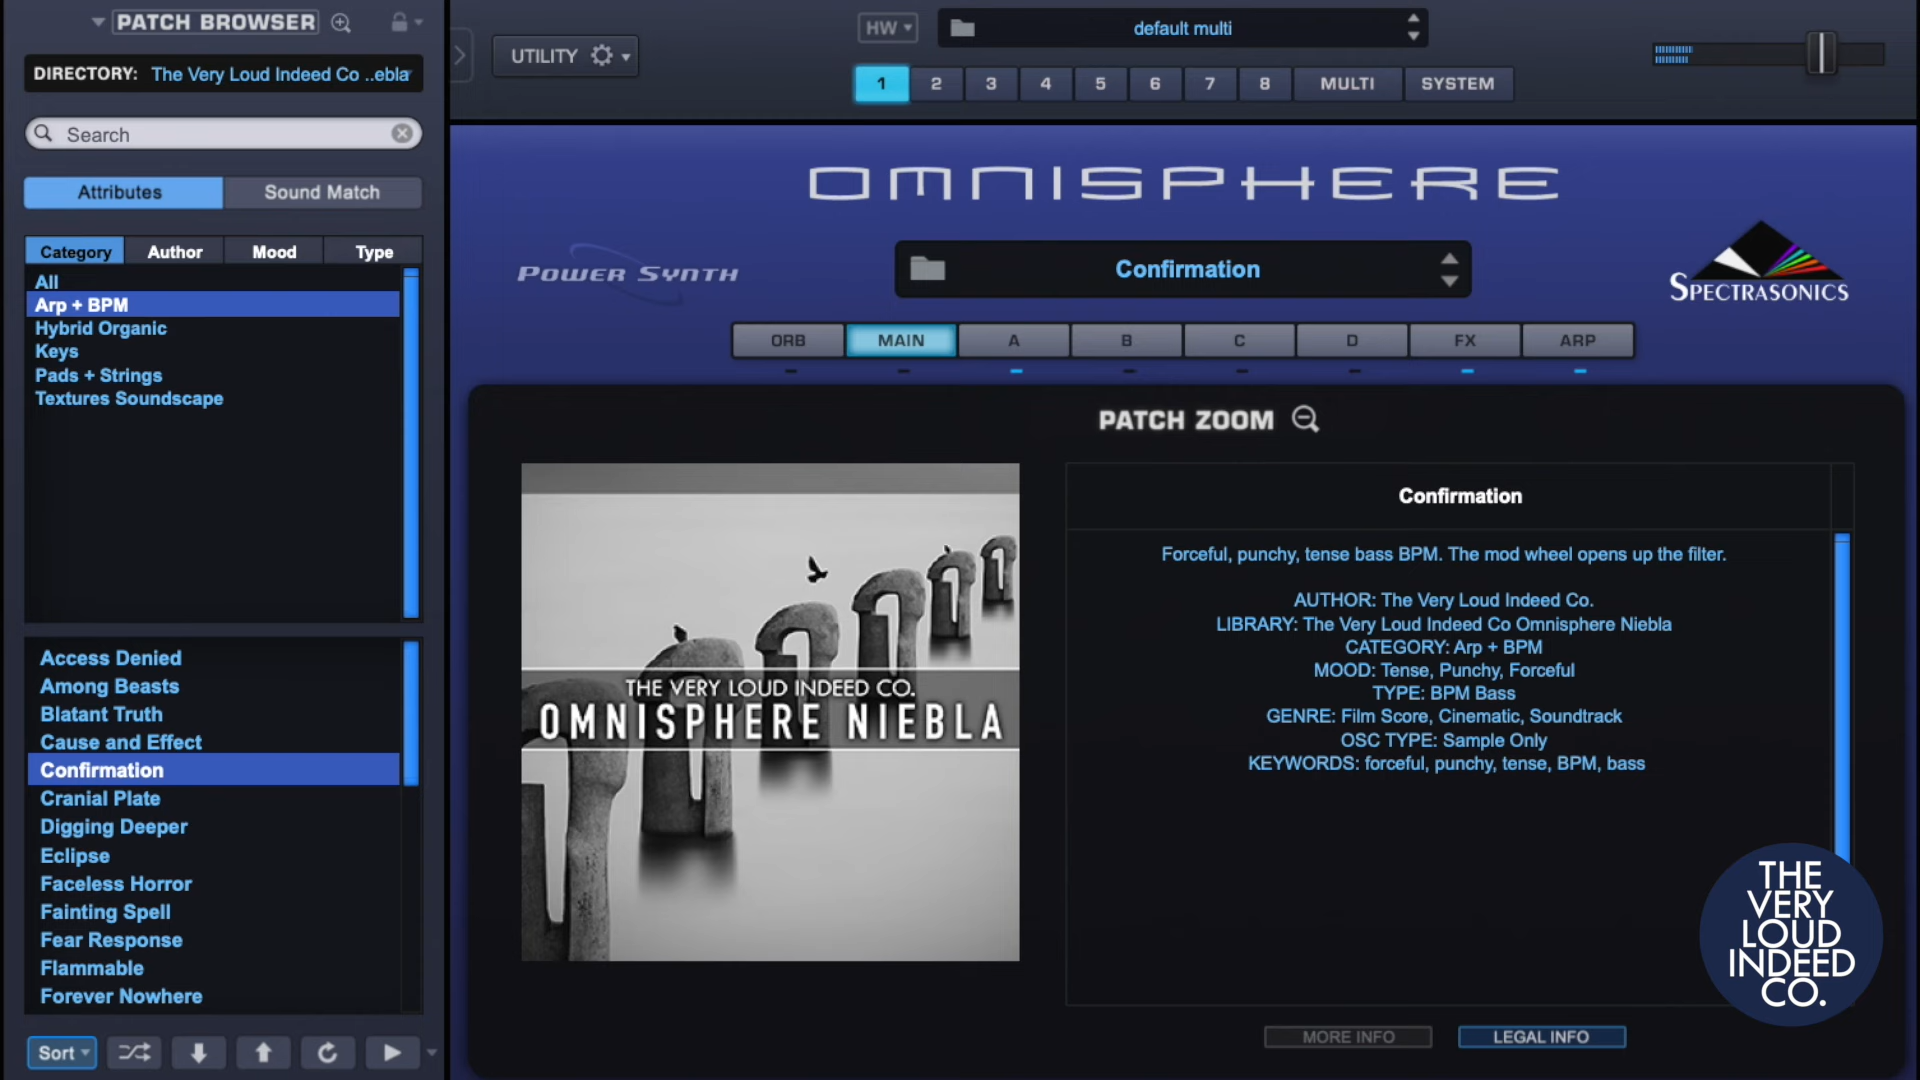 PATCH BROWSER
DIRECTORY: The Very Loud Indeed Co ..ebla
Search
Attributes Sound Match
Category Author Mood Type
All
Arp + BPM
Hybrid Organic
Keys
Pads + Strings
Textures Soundscape
Access Denied
Among Beasts
Blatant Truth
Cause and Effect
Confirmation
Cranial Plate
Digging Deeper
Eclipse
Faceless Horror
Fainting Spell
Fear Response
Flammable
Forever Nowhere
Sort
UTILITY
HW default multi
1 2 3 4 5 6 7 8 MULTI SYSTEM
OMNISPHERE
POWER SYNTH
Confirmation
SPECTRASONICS
ORB MAIN A B C D FX ARP
PATCH ZOOM
THE VERY LOUD INDEED CO.
OMNISPHERE NIEBLA
Confirmation
Forceful, punchy, tense bass BPM. The mod wheel opens up the filter.
AUTHOR: The Very Loud Indeed Co.
LIBRARY: The Very Loud Indeed Co Omnisphere Niebla
CATEGORY: Arp + BPM
MOOD: Tense, Punchy, Forceful
TYPE: BPM Bass
GENRE: Film Score, Cinematic, Soundtrack
OSC TYPE: Sample Only
KEYWORDS: forceful, punchy, tense, BPM, bass
MORE INFO LEGAL INFO
THE
VERY
LOUD
INDEED
CO.